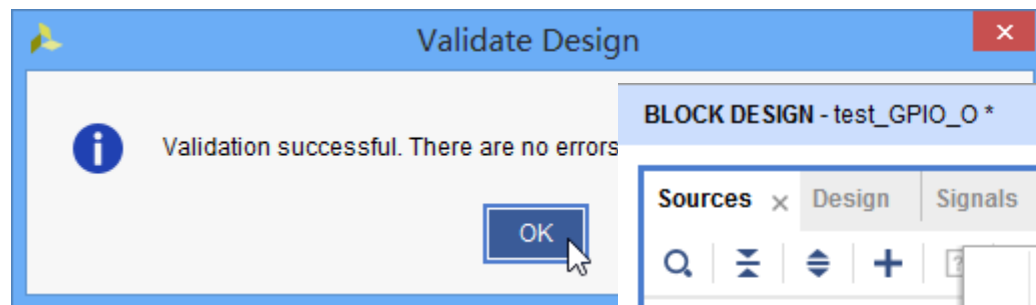 Validate Design
Validation successful. There are no errors
OK
BLOCK DESIGN - test_GPIO_O *
Sources Design Signals